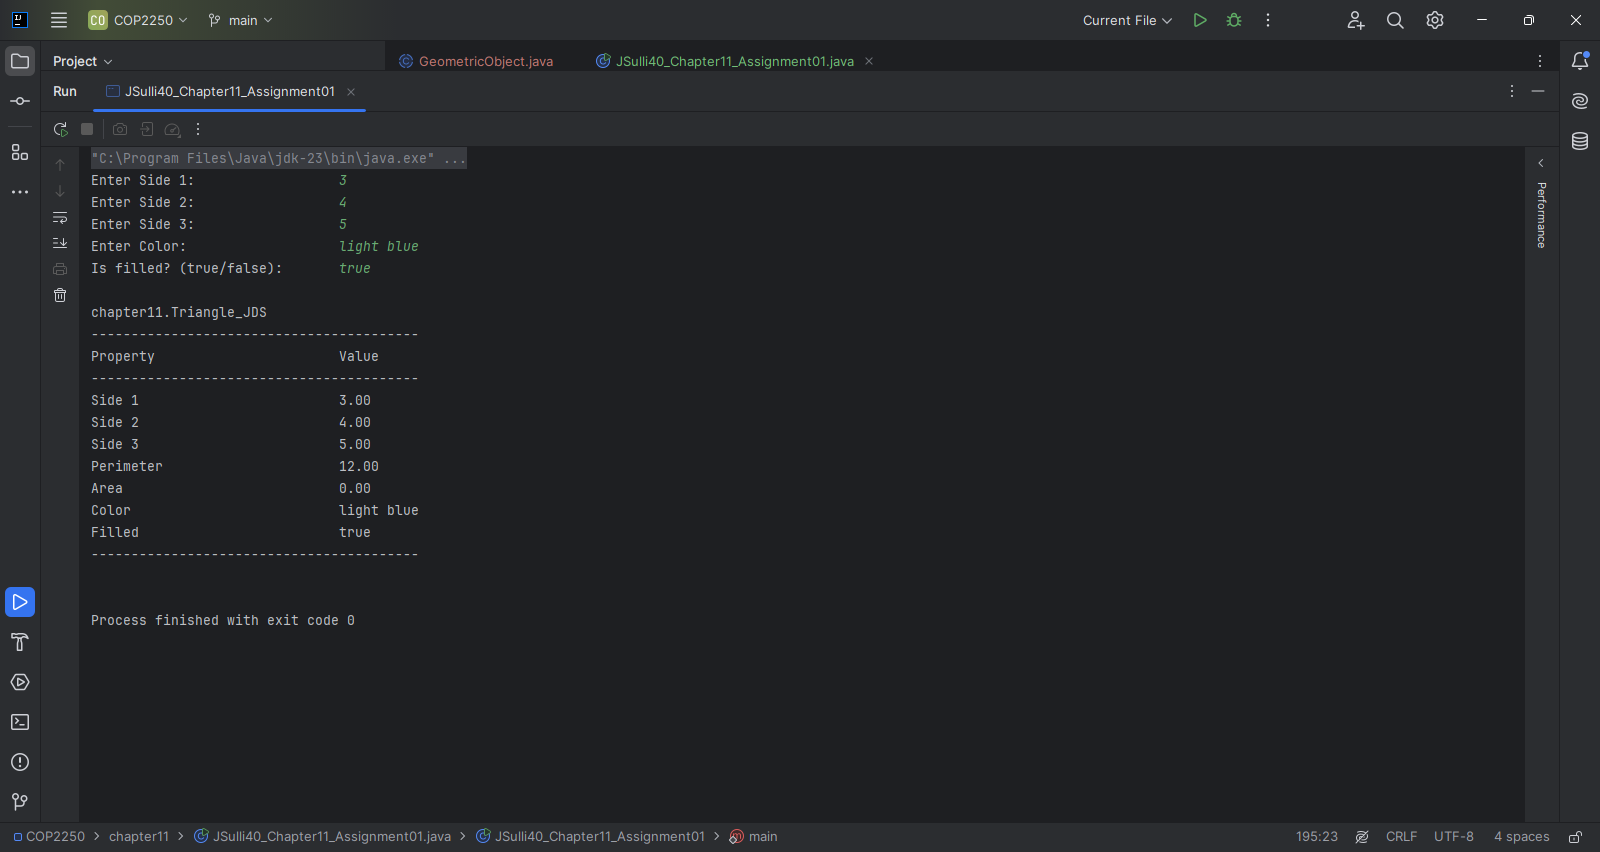 CO COP2250 main Current File
Project GeometricObject.java JSulli40_Chapter11_Assignment01.java
Run JSulli40_Chapter11_Assignment01
"C:\Program Files\Java\jdk-23\bin\java.exe" ...
Enter Side 1: 3
Enter Side 2: 4
Enter Side 3: 5
Enter Color: light blue
Is filled? (true/false): true
chapter11.Triangle_JDS
-----------------------------------------
Property Value
-----------------------------------------
Side 1 3.00
Side 2 4.00
Side 3 5.00
Perimeter 12.00
Area 0.00
Color light blue
Filled true
-----------------------------------------
Process finished with exit code 0
Performance
COP2250 > chapter11 > JSulli40_Chapter11_Assignment01.java > JSulli40_Chapter11_Assignment01 > main 195:23 CRLF UTF-8 4 spaces